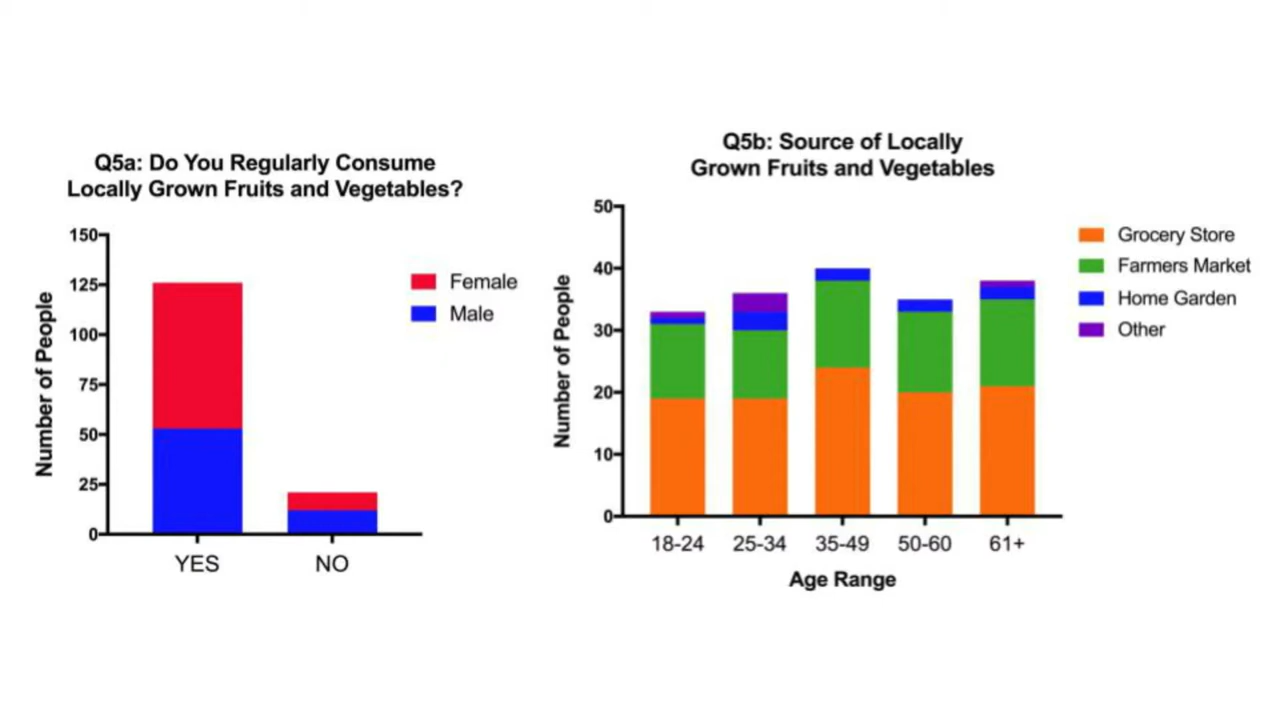 Q5a: Do You Regularly Consume
Locally Grown Fruits and Vegetables?
Number of People
150
125
100
75
50
25
0
YES NO
Female
Male
Q5b: Source of Locally
Grown Fruits and Vegetables
Number of People
50
40
30
20
10
0
18-24 25-34 35-49 50-60 61+
Age Range
Grocery Store
Farmers Market
Home Garden
Other